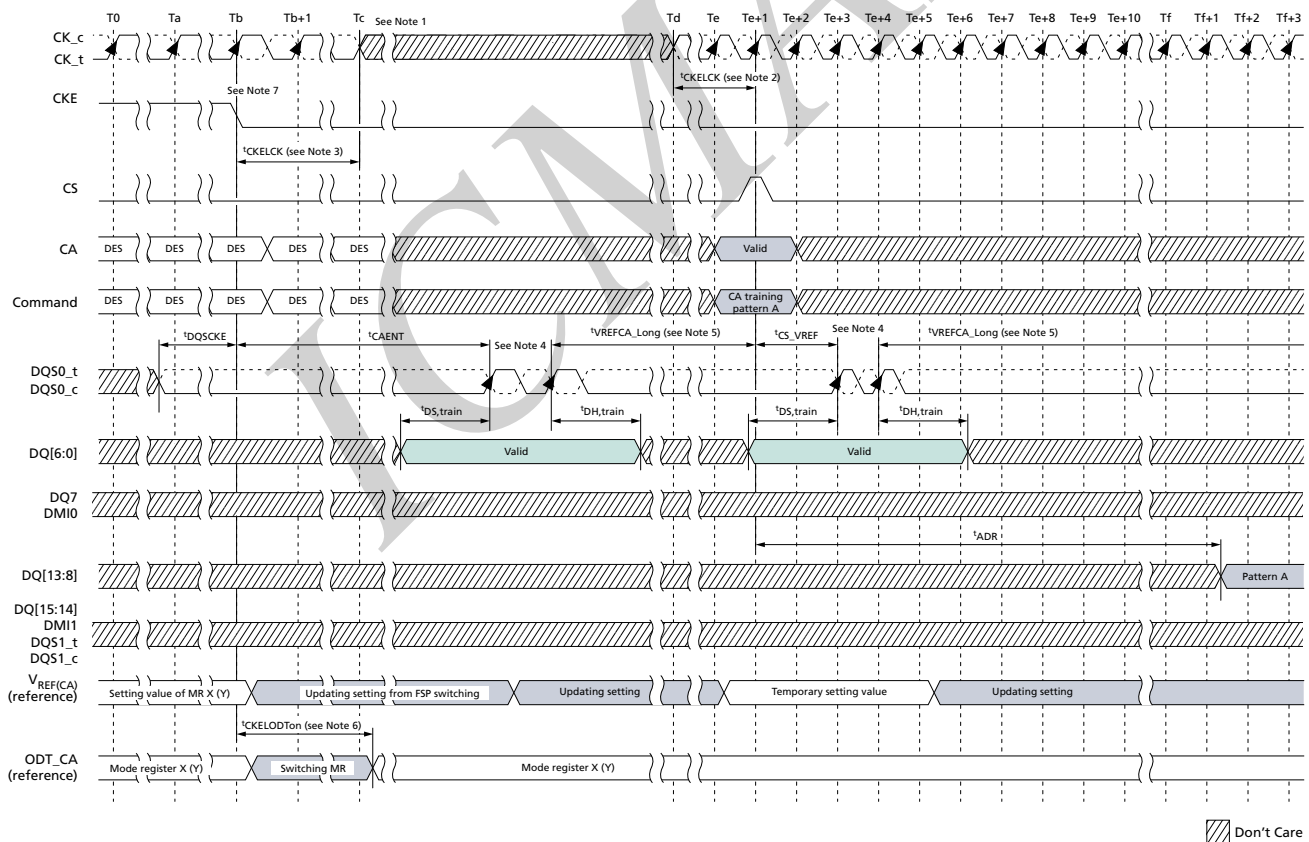 T0 Ta Tb Tb+1 Tc See Note 1 Td Te Te+1 Te+2 Te+3 Te+4 Te+5 Te+6 Te+7 Te+8 Te+9 Te+10 Tf Tf+1 Tf+2 Tf+3
CK_c
CK_t
tCKELCK (see Note 2)
CKE
See Note 7
tCKELCK (see Note 3)
CS
CA DES DES DES DES DES Valid
Command DES DES DES DES DES CA training
pattern A
tDQSCKE tCAENT See Note 4 tVREFCA_Long (see Note 5) tCS_VREF See Note 4 tVREFCA_Long (see Note 5)
DQS0_t
DQS0_c
tDS,train tDH,train tDS,train tDH,train
DQ[6:0] Valid Valid
DQ7
DMI0
tADR
DQ[13:8] Pattern A
DQ[15:14]
DMI1
DQS1_t
DQS1_c
VREF(CA)
(reference) Setting value of MR X (Y) Updating setting from FSP switching Updating setting Temporary setting value Updating setting
tCKELODTon (see Note 6)
ODT_CA
(reference) Mode register X (Y) Switching MR Mode register X (Y)
Don't Care
ICMA